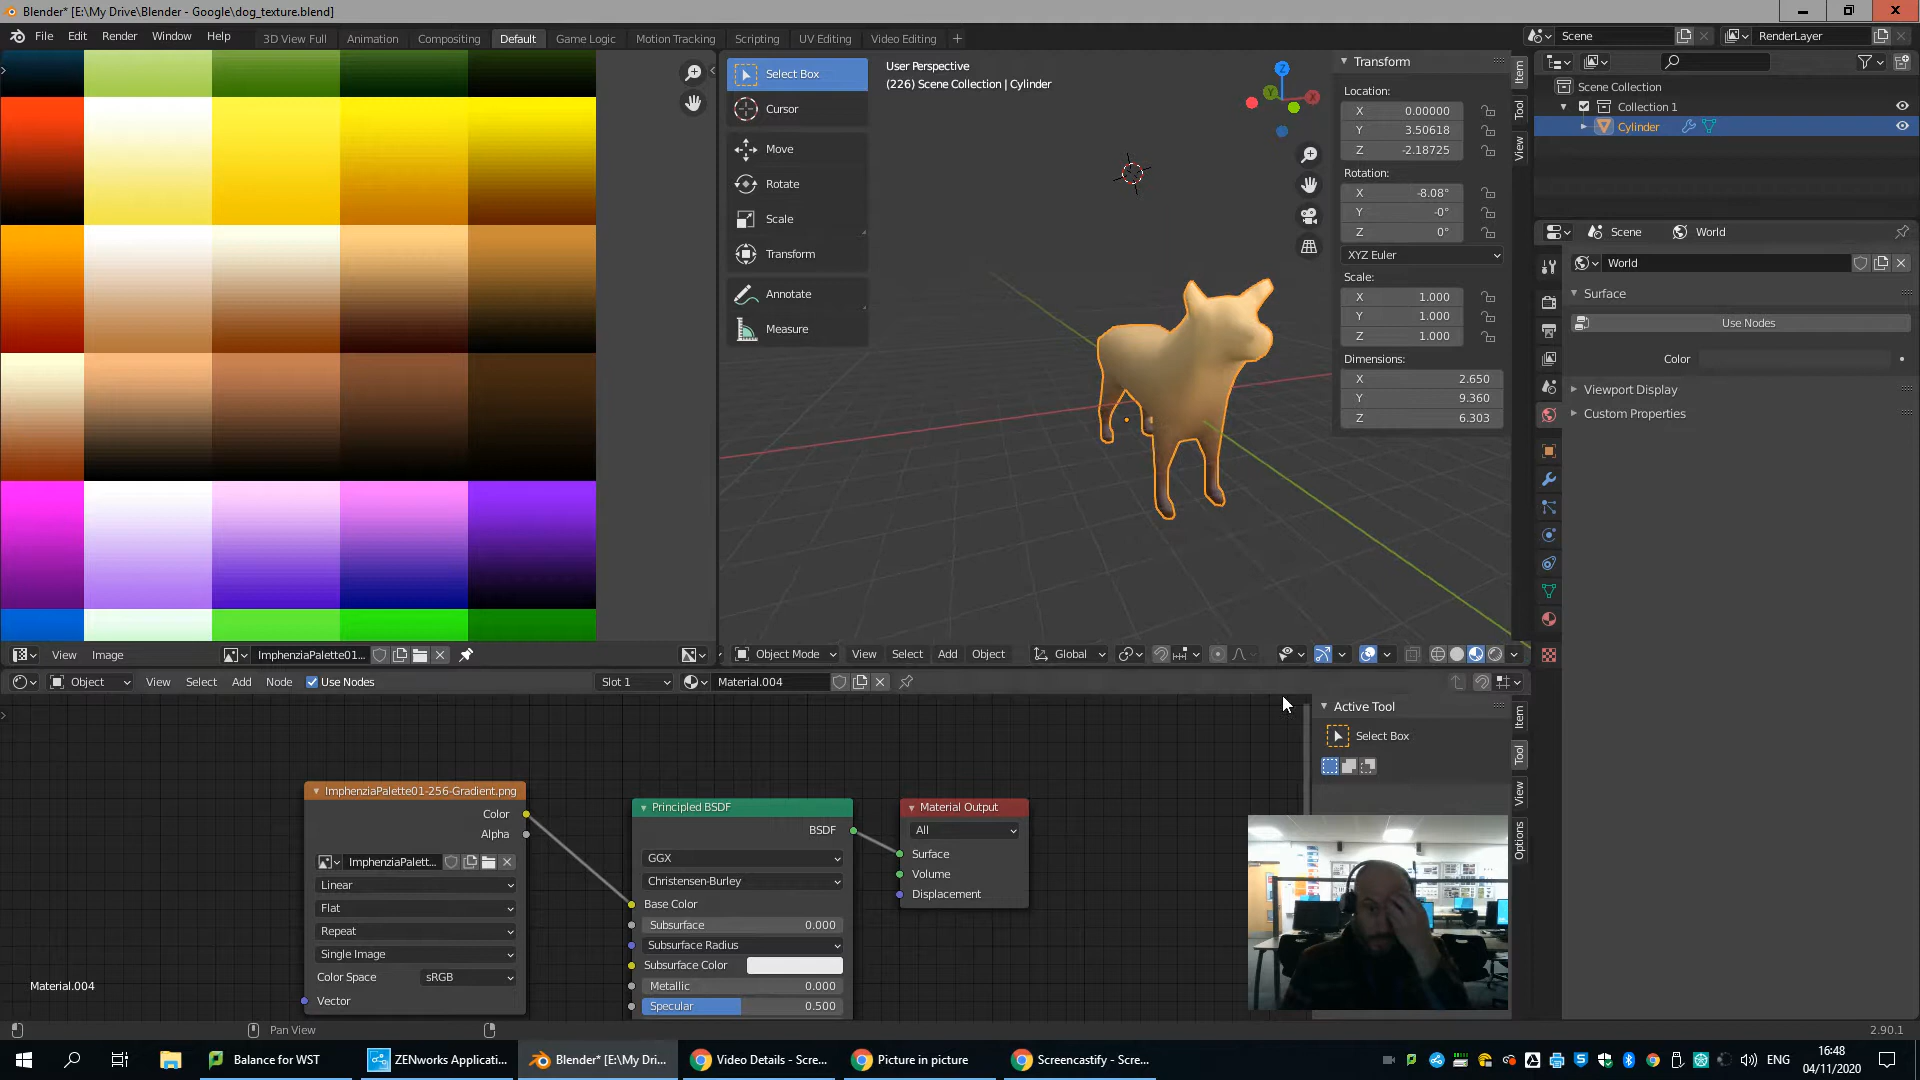 Blender* [E:\My Drive\Blender - Google\dog_texture.blend]
File Edit Render Window Help
3D View Full Animation Compositing Default Game Logic Motion Tracking Scripting UV Editing Video Editing +
Scene
RenderLayer
Select Box
Cursor
Move
Rotate
Scale
Transform
Annotate
Measure
User Perspective
(226) Scene Collection | Cylinder
Transform
Location:
X 0.00000
Y 3.50618
Z -2.18725
Rotation:
X -8.08°
Y -0°
Z 0°
XYZ Euler
Scale:
X 1.000
Y 1.000
Z 1.000
Dimensions:
X 2.650
Y 9.360
Z 6.303
Item
Tool
View
Scene Collection
Collection 1
Cylinder
Scene World
World
Surface
Use Nodes
Color
Viewport Display
Custom Properties
View Image ImphenziaPalette01...
Object Mode View Select Add Object Global
Object View Select Add Node Use Nodes Slot 1 Material.004
ImphenziaPalette01-256-Gradient.png
Color
Alpha
ImphenziaPalett...
Linear
Flat
Repeat
Single Image
Color Space sRGB
Vector
Principled BSDF
BSDF
GGX
Christensen-Burley
Base Color
Subsurface 0.000
Subsurface Radius
Subsurface Color
Metallic 0.000
Specular 0.500
Material Output
All
Surface
Volume
Displacement
Active Tool
Select Box
Item
Tool
View
Options
Material.004
Pan View
2.90.1
Balance for WST
ZENworks Applicati...
Blender* [E:\My Dri...
Video Details - Scre...
Picture in picture
Screencastify - Scre...
ENG
16:48
04/11/2020